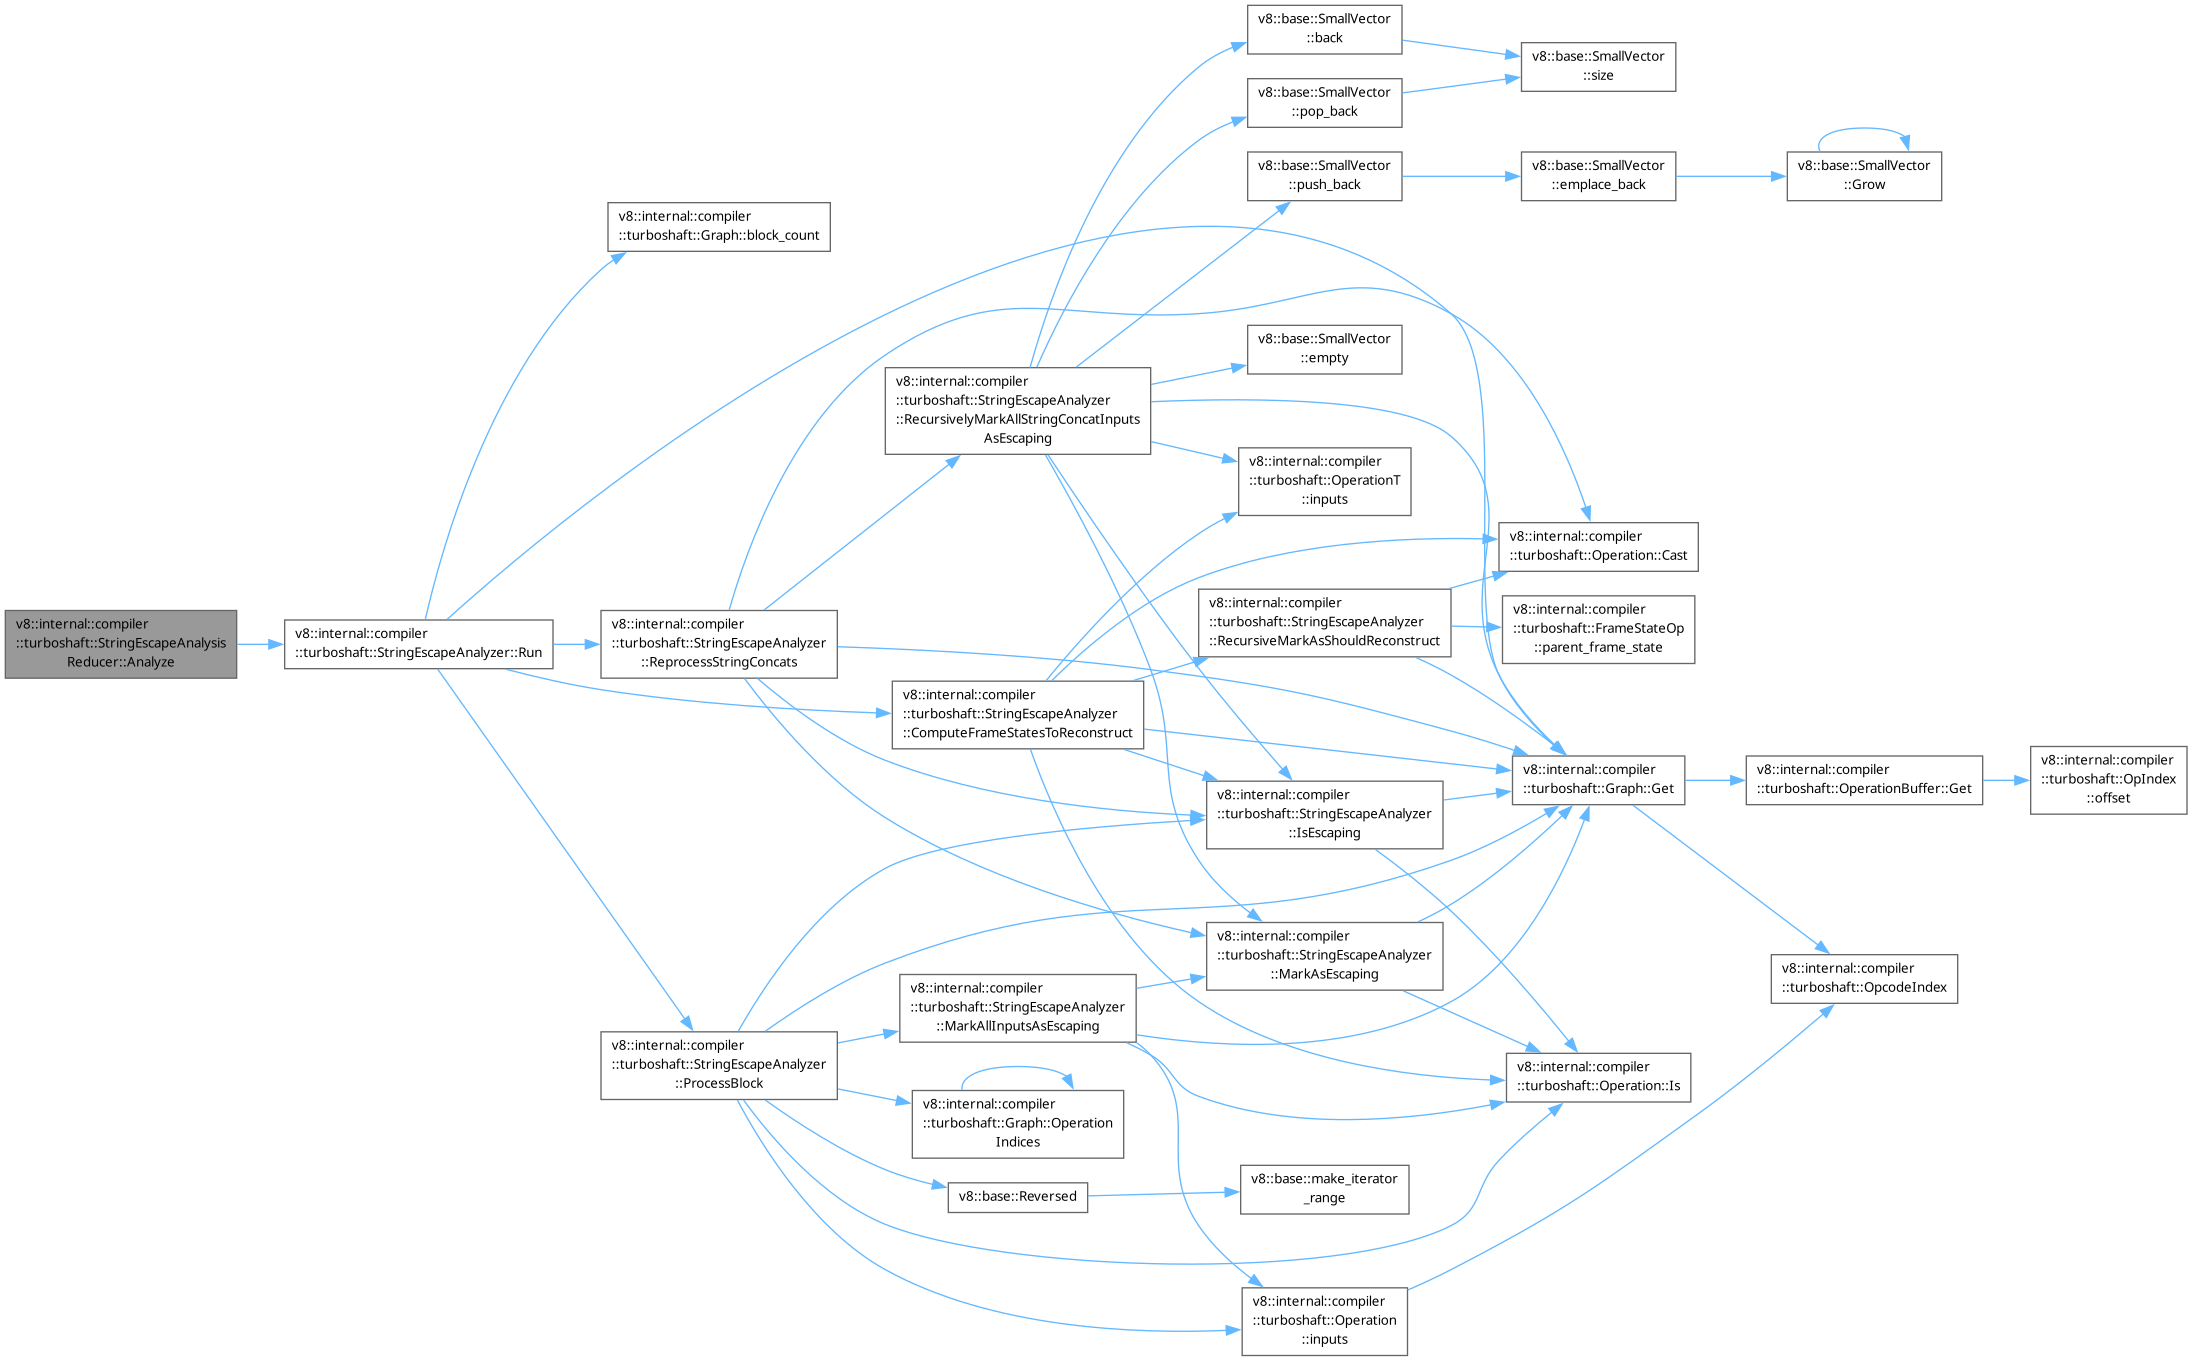 v8::internal::compiler
::turboshaft::StringEscapeAnalysis
Reducer::Analyze
v8::internal::compiler
::turboshaft::StringEscapeAnalyzer::Run
v8::internal::compiler
::turboshaft::Graph::block_count
v8::internal::compiler
::turboshaft::StringEscapeAnalyzer
::ReprocessStringConcats
v8::internal::compiler
::turboshaft::StringEscapeAnalyzer
::ProcessBlock
v8::internal::compiler
::turboshaft::StringEscapeAnalyzer
::RecursivelyMarkAllStringConcatInputs
AsEscaping
v8::internal::compiler
::turboshaft::StringEscapeAnalyzer
::ComputeFrameStatesToReconstruct
v8::internal::compiler
::turboshaft::StringEscapeAnalyzer
::MarkAllInputsAsEscaping
v8::internal::compiler
::turboshaft::Graph::Operation
Indices
v8::base::Reversed
v8::base::SmallVector
::back
v8::base::SmallVector
::pop_back
v8::base::SmallVector
::push_back
v8::base::SmallVector
::empty
v8::internal::compiler
::turboshaft::OperationT
::inputs
v8::internal::compiler
::turboshaft::StringEscapeAnalyzer
::RecursiveMarkAsShouldReconstruct
v8::internal::compiler
::turboshaft::StringEscapeAnalyzer
::IsEscaping
v8::internal::compiler
::turboshaft::StringEscapeAnalyzer
::MarkAsEscaping
v8::base::make_iterator
_range
v8::internal::compiler
::turboshaft::Operation
::inputs
v8::base::SmallVector
::size
v8::base::SmallVector
::emplace_back
v8::internal::compiler
::turboshaft::Operation::Cast
v8::internal::compiler
::turboshaft::FrameStateOp
::parent_frame_state
v8::internal::compiler
::turboshaft::Graph::Get
v8::internal::compiler
::turboshaft::Operation::Is
v8::base::SmallVector
::Grow
v8::internal::compiler
::turboshaft::OperationBuffer::Get
v8::internal::compiler
::turboshaft::OpcodeIndex
v8::internal::compiler
::turboshaft::OpIndex
::offset